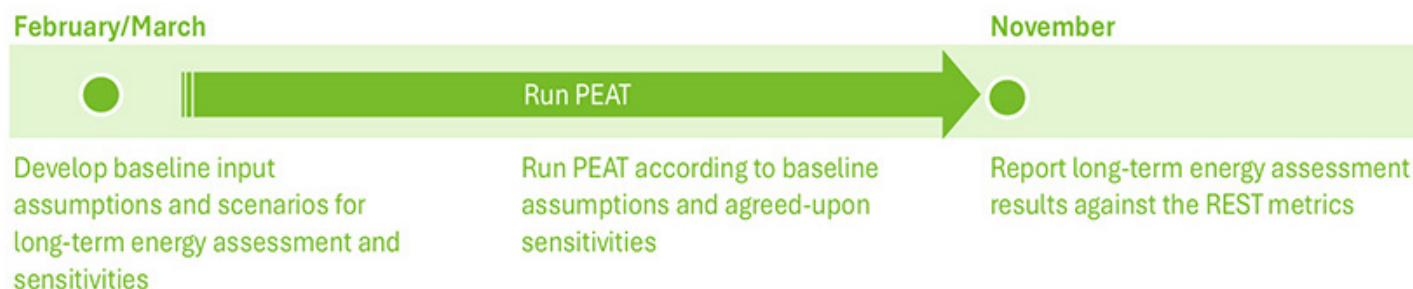 February/March
November
Run PEAT
Develop baseline input
assumptions and scenarios for
long-term energy assessment and
sensitivities
Run PEAT according to baseline
assumptions and agreed-upon
sensitivities
Report long-term energy assessment
results against the REST metrics